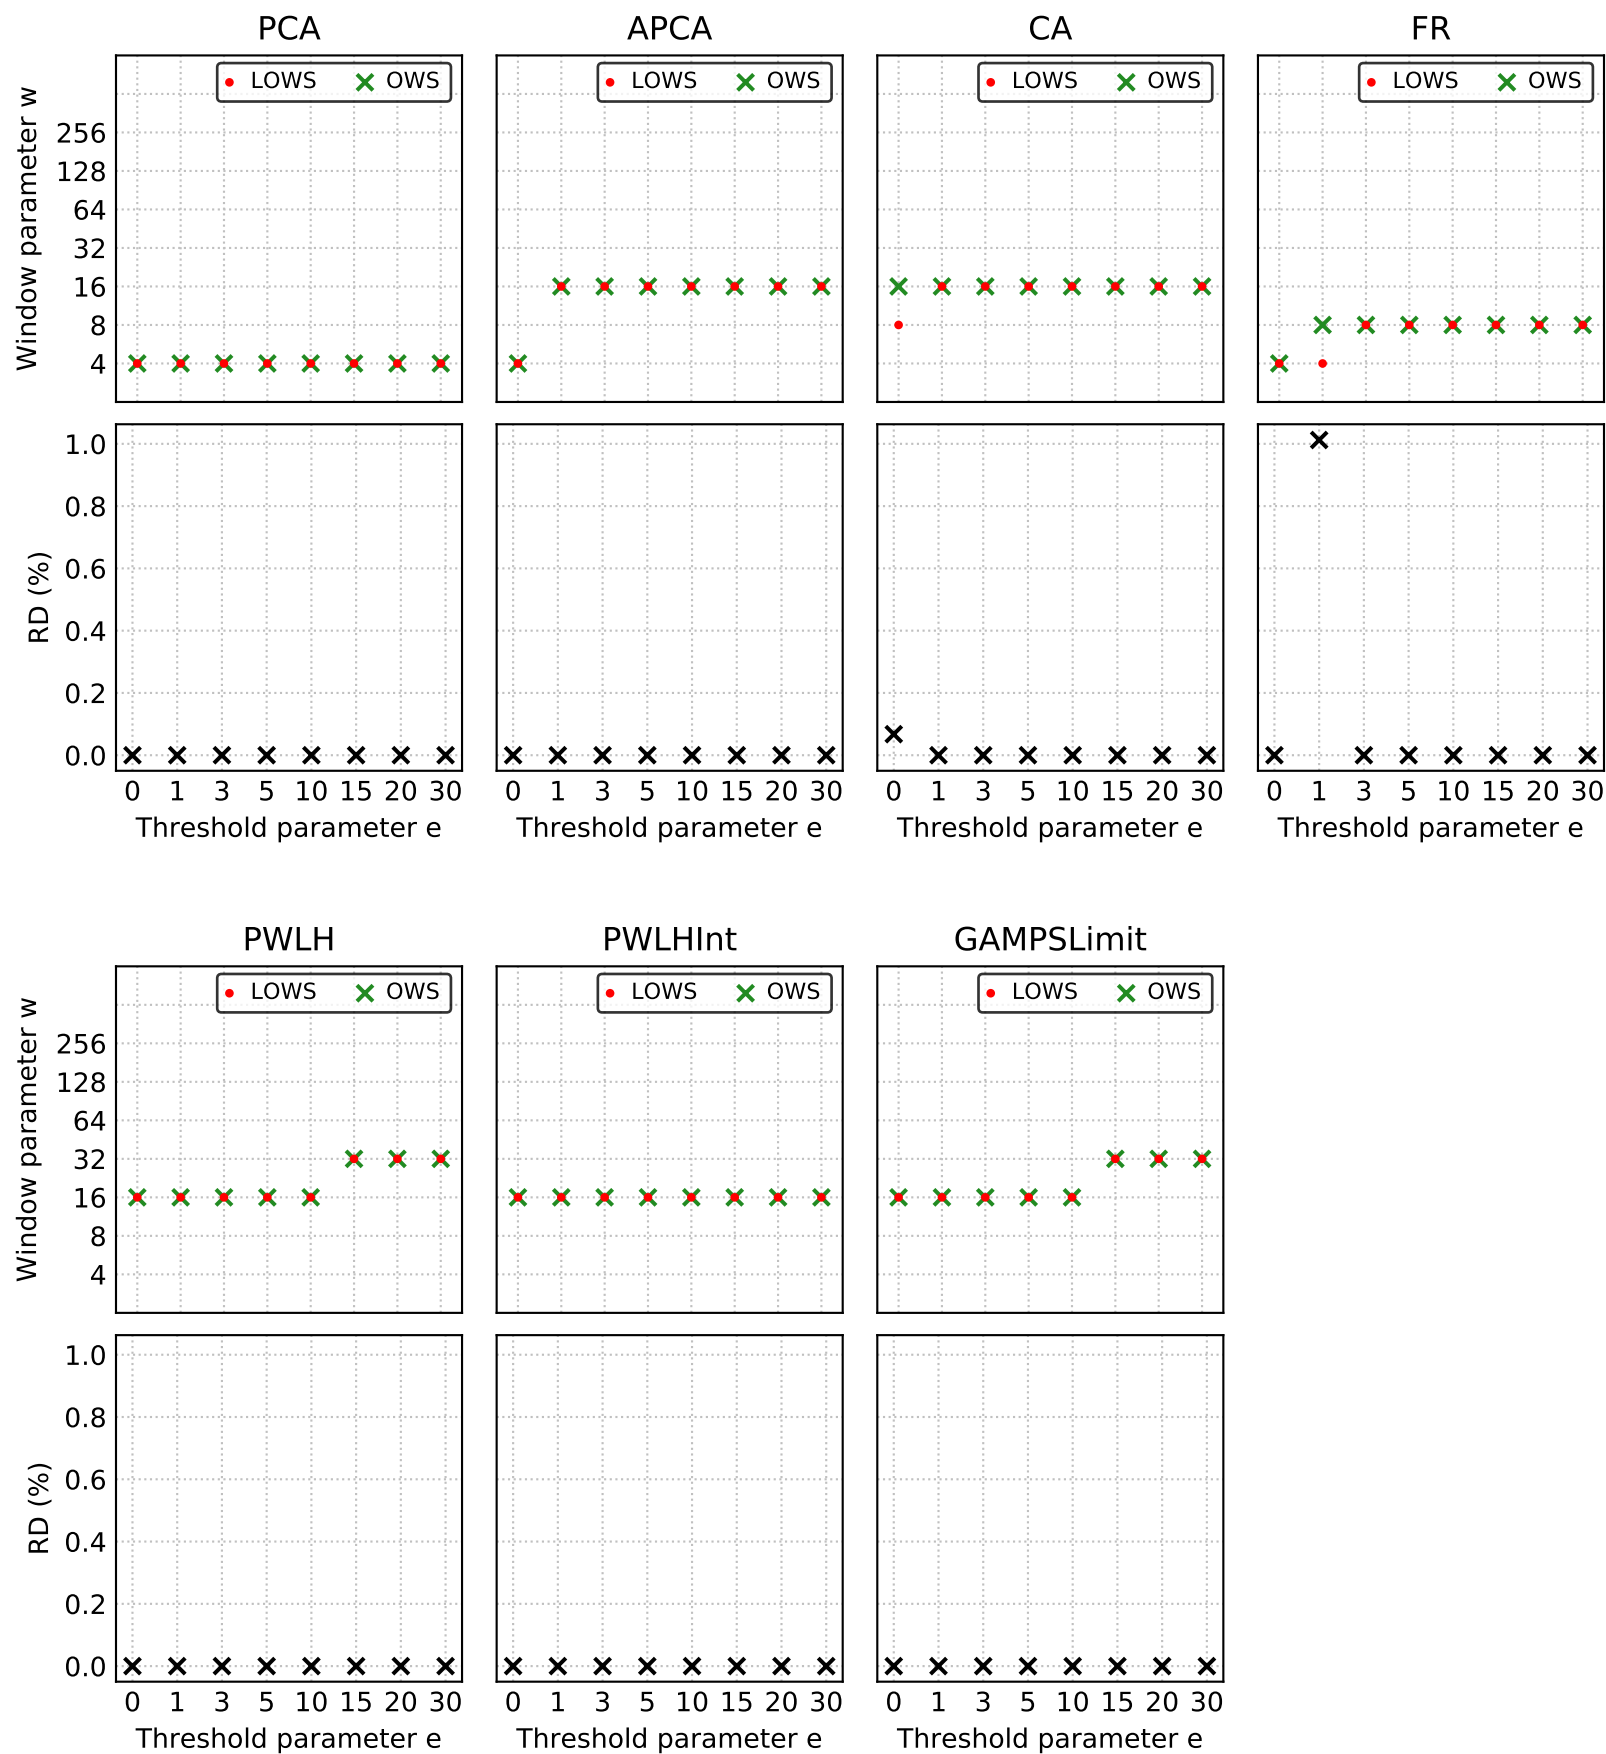 PCA APCA CA FR
LOWS OWS LOWS OWS LOWS OWS LOWS OWS
Window parameter w
256
128
64
32
16
8
4
RD (%)
1.0
0.8
0.6
0.4
0.2
0.0
0 1 3 5 10 15 20 30 0 1 3 5 10 15 20 30 0 1 3 5 10 15 20 30 0 1 3 5 10 15 20 30
Threshold parameter e Threshold parameter e Threshold parameter e Threshold parameter e
PWLH PWLHInt GAMPSLimit
LOWS OWS LOWS OWS LOWS OWS
Window parameter w
256
128
64
32
16
8
4
RD (%)
1.0
0.8
0.6
0.4
0.2
0.0
0 1 3 5 10 15 20 30 0 1 3 5 10 15 20 30 0 1 3 5 10 15 20 30
Threshold parameter e Threshold parameter e Threshold parameter e